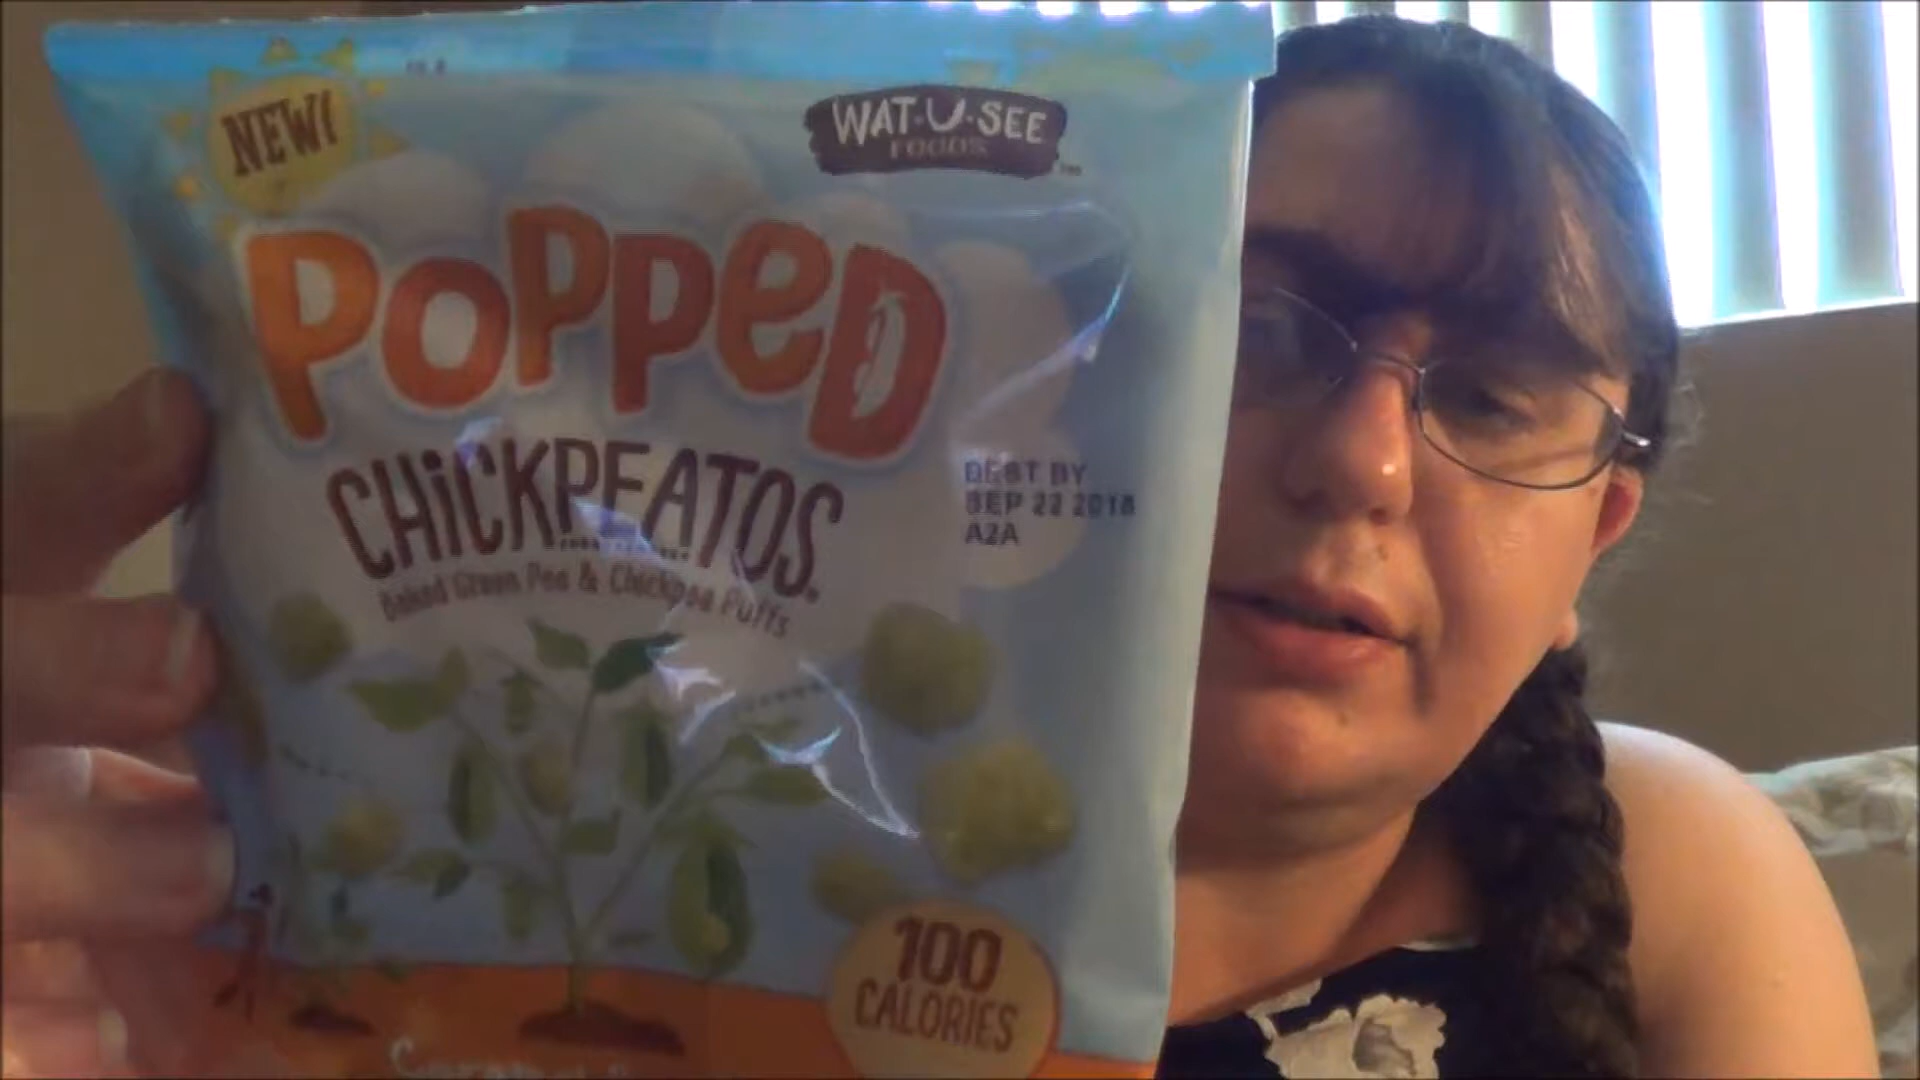 NEW!
WAT-U-SEE
FOODS
POPPED
CHiCKPEATOS
Baked Green Pea & Chickpea Puffs
BEST BY
SEP 22 2018
A2A
100
CALORIES